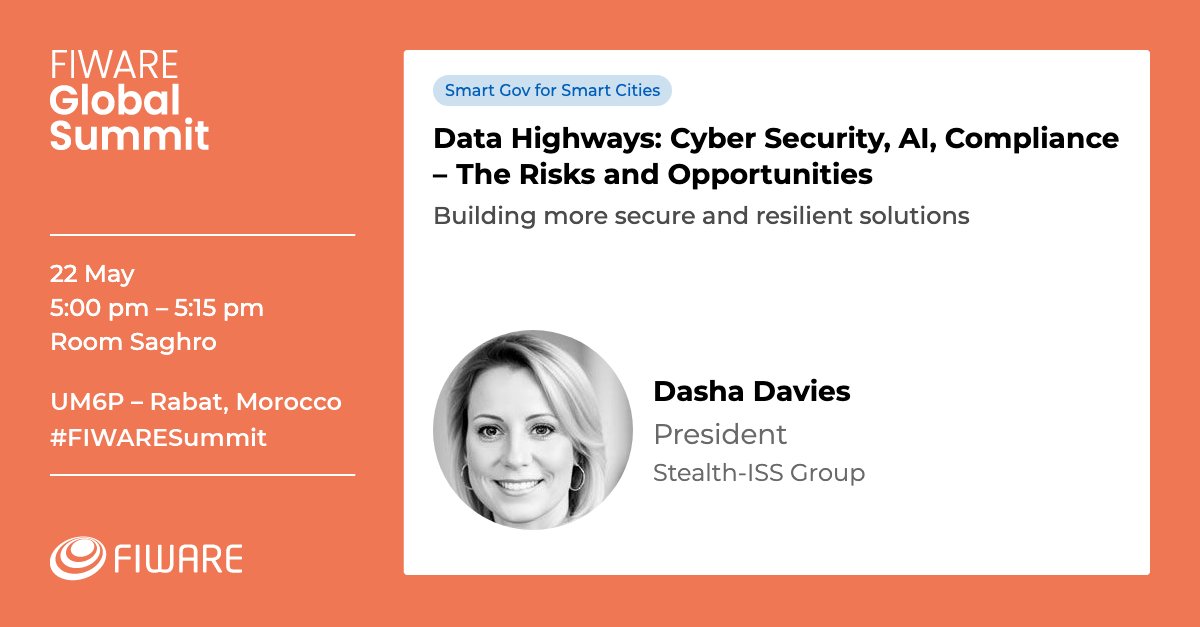 FIWARE
Global
Summit
22 May
5:00 pm – 5:15 pm
Room Saghro
UM6P – Rabat, Morocco
#FIWARESummit
FIWARE
Smart Gov for Smart Cities
Data Highways: Cyber Security, AI, Compliance
– The Risks and Opportunities
Building more secure and resilient solutions
Dasha Davies
President
Stealth-ISS Group